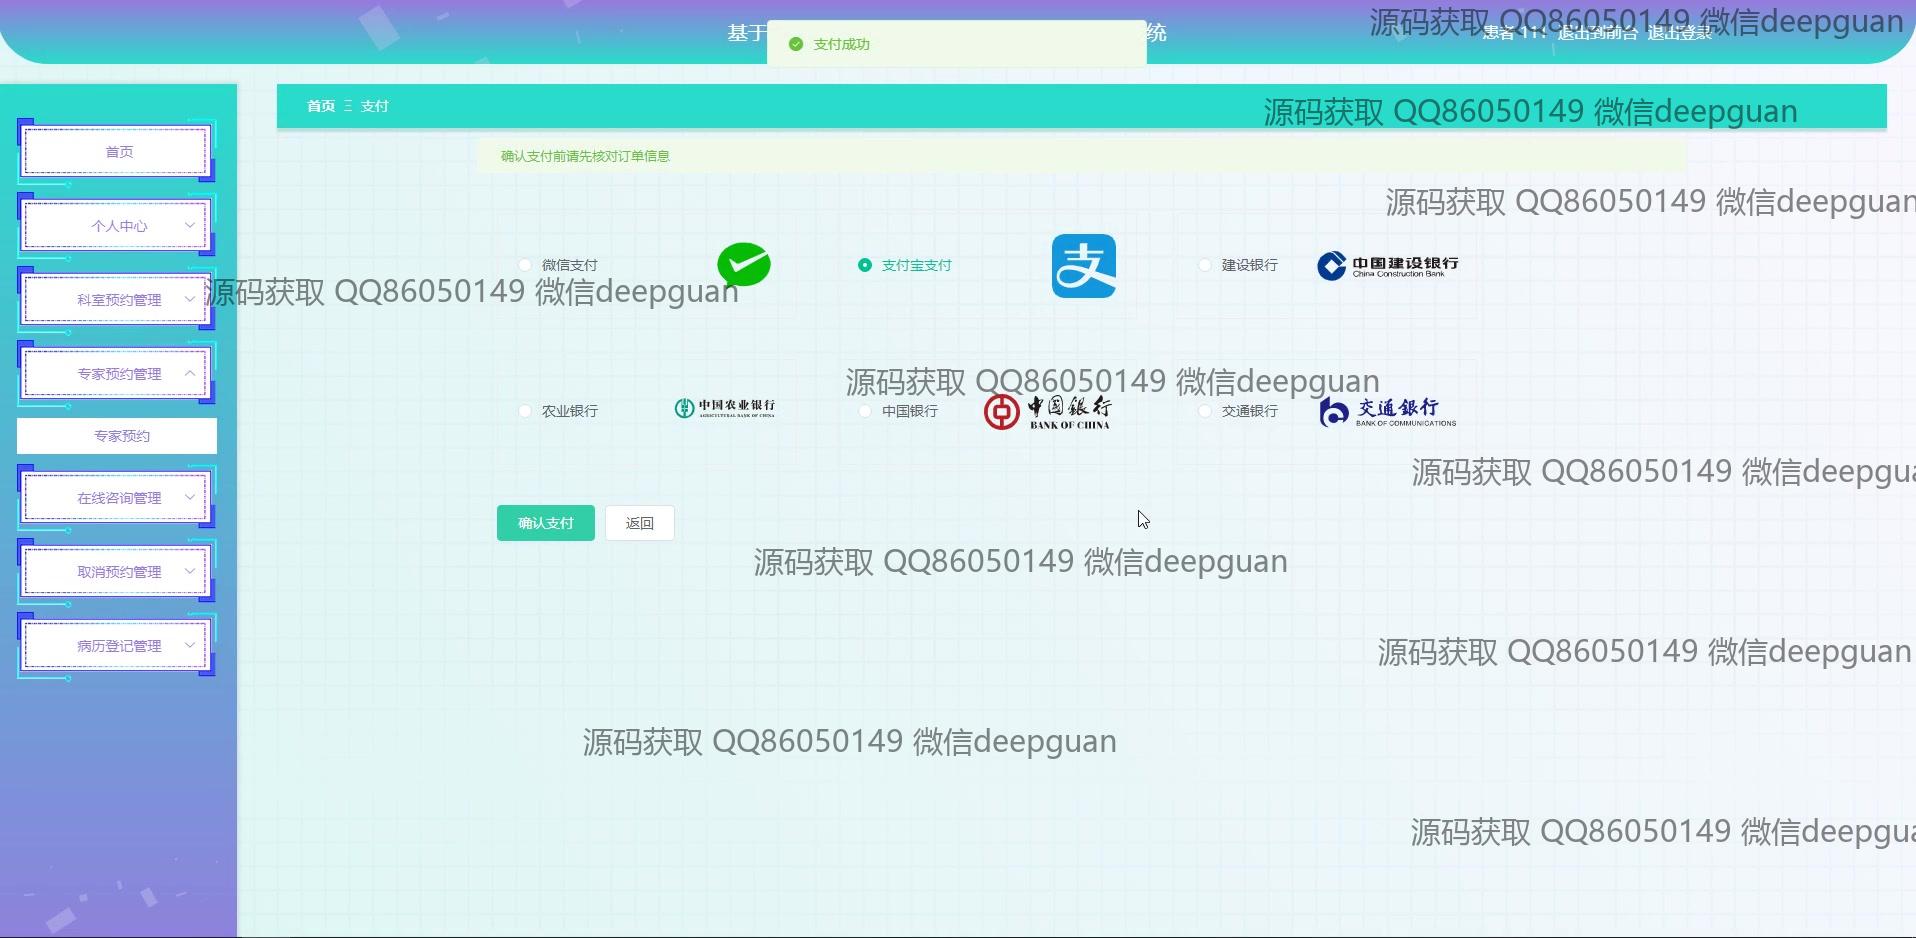 基于
支付成功
统
源码获取 QQ86050149 微信deepguan
患者 111 退出到前台 退出登录
首页 支付
源码获取 QQ86050149 微信deepguan
确认支付前请先核对订单信息
首页
个人中心
科室预约管理
专家预约管理
专家预约
在线咨询管理
取消预约管理
病历登记管理
源码获取 QQ86050149 微信deepguan
微信支付
支付宝支付
支
建设银行
中国建设银行
China Construction Bank
源码获取 QQ86050149 微信deepguan
源码获取 QQ86050149 微信deepguan
农业银行
中国农业银行
AGRICULTURAL BANK OF CHINA
中国银行
中國銀行
BANK OF CHINA
交通银行
交通銀行
BANK OF COMMUNICATIONS
源码获取 QQ86050149 微信deepgua
确认支付
返回
源码获取 QQ86050149 微信deepguan
源码获取 QQ86050149 微信deepguan
源码获取 QQ86050149 微信deepguan
源码获取 QQ86050149 微信deepgua